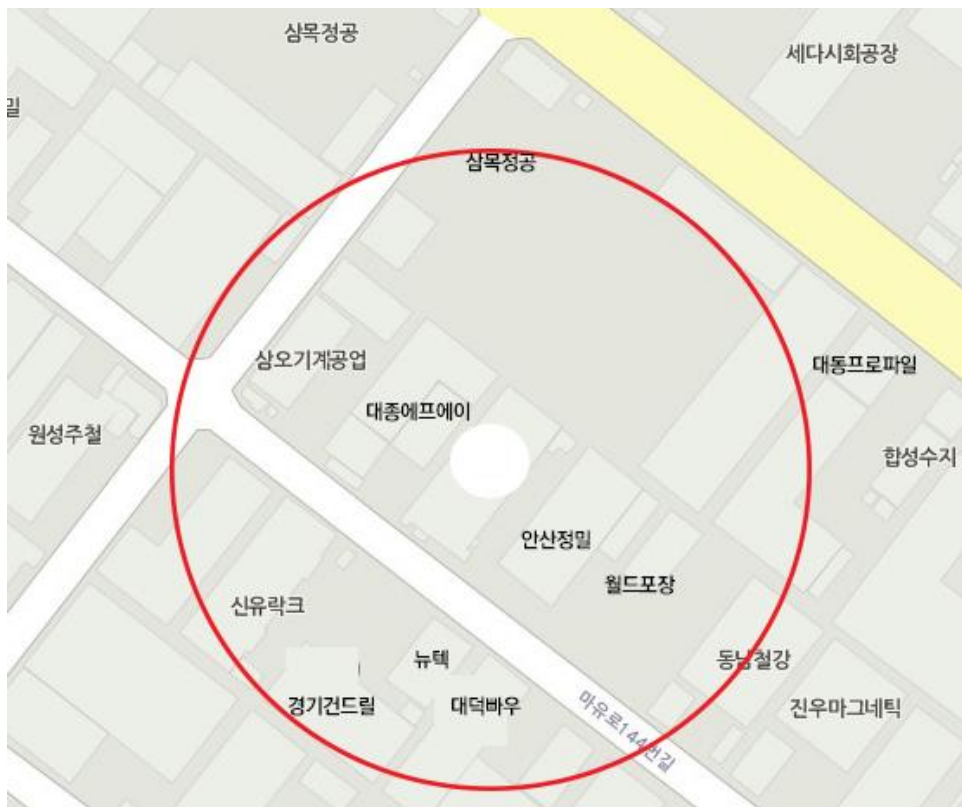 삼목정공
세다시회공장
밀
삼목정공
삼오기계공업
대동프로파일
대종에프에이
원성주철
합성수지
안산정밀
월드포장
신유락크
뉴텍
동남철강
경기건드릴
대덕바우
진우마그네틱
마유로144번길